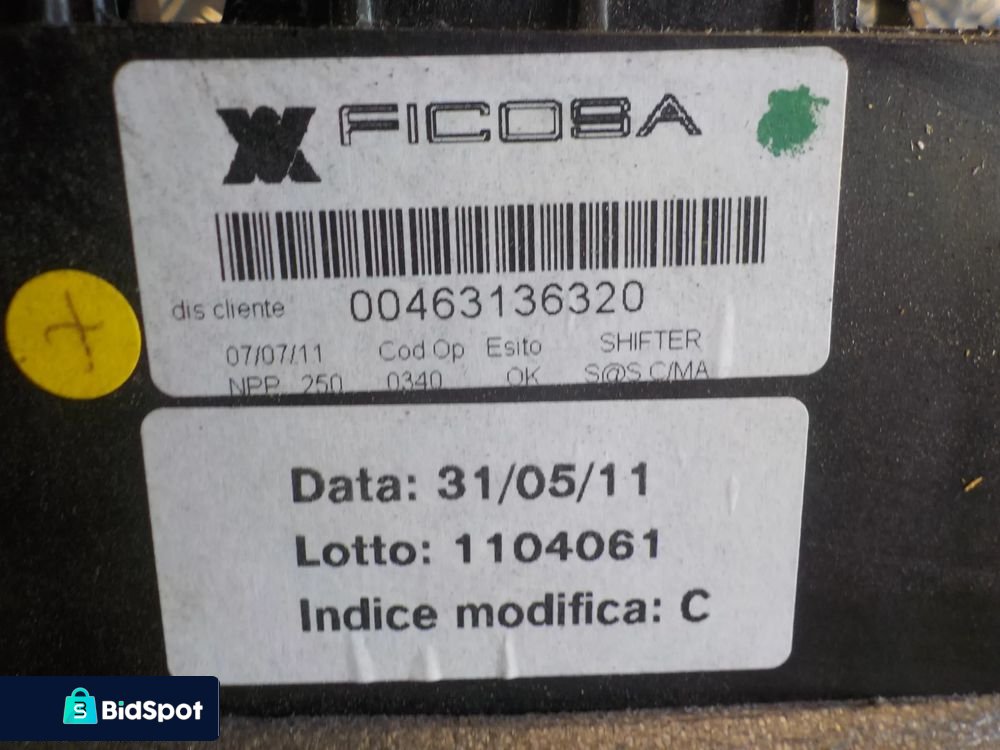 FICOSA
dis cliente 00463136320
07/07/11 Cod Op Esito SHIFTER
NPP 250 0340 OK S@S C/MA
Data: 31/05/11
Lotto: 1104061
Indice modifica: C
BidSpot